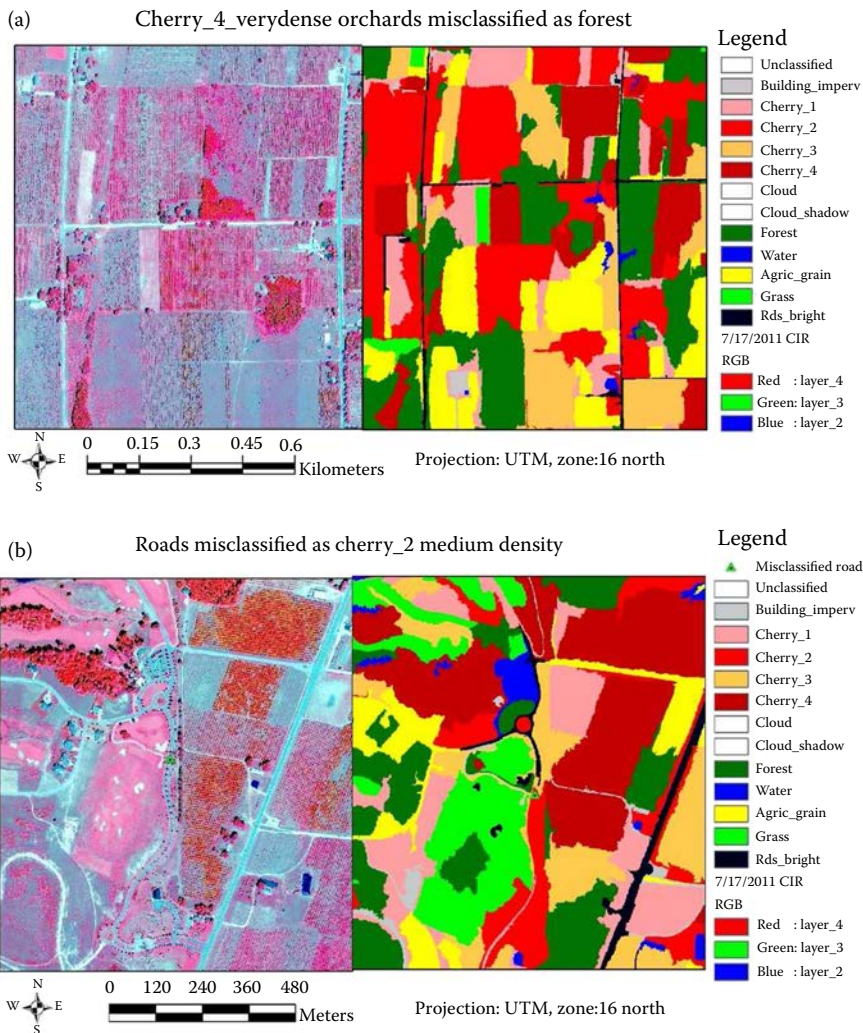 (a)
Cherry_4_verydense orchards misclassified as forest
Legend
Unclassified
Building_imperv
Cherry_1
Cherry_2
Cherry_3
Cherry_4
Cloud
Cloud_shadow
Forest
Water
Agric_grain
Grass
Rds_bright
7/17/2011 CIR
RGB
Red : layer_4
Green: layer_3
Blue : layer_2
N
W E
S
0 0.15 0.3 0.45 0.6
Kilometers
Projection: UTM, zone:16 north
(b)
Roads misclassified as cherry_2 medium density
Legend
Misclassified road
Unclassified
Building_imperv
Cherry_1
Cherry_2
Cherry_3
Cherry_4
Cloud
Cloud_shadow
Forest
Water
Agric_grain
Grass
Rds_bright
7/17/2011 CIR
RGB
Red : layer_4
Green: layer_3
Blue : layer_2
N
W E
S
0 120 240 360 480
Meters
Projection: UTM, zone:16 north